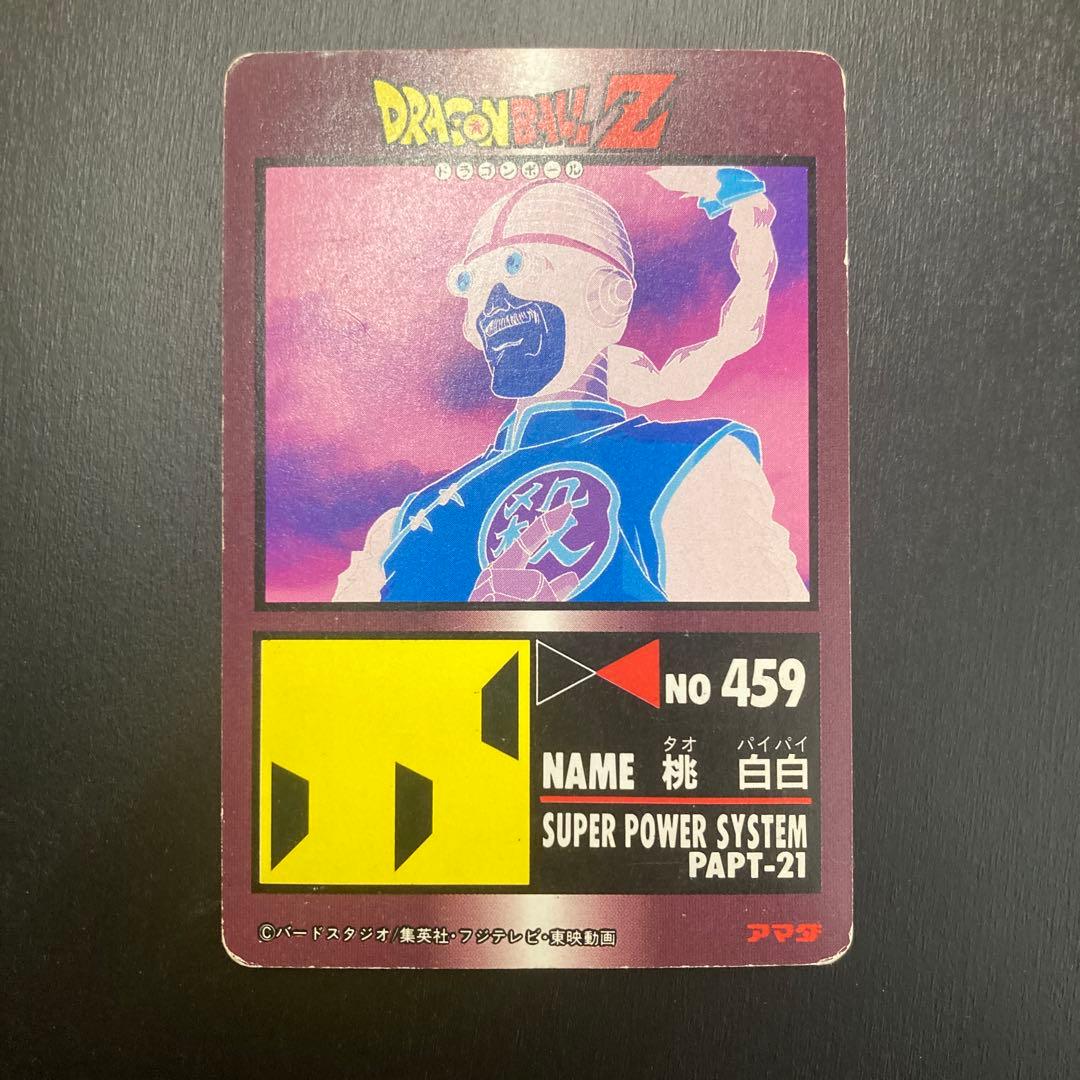 DRAGON BALL Z
ドラゴンボール
殺
NO 459
タオ パイパイ
NAME 桃 白白
SUPER POWER SYSTEM
PAPT-21
©バードスタジオ/集英社・フジテレビ・東映動画
アマダ